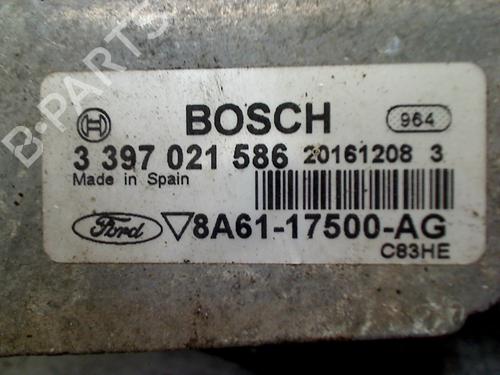 BOSCH 964
3 397 021 586 20161208 3
Made in Spain
Ford 8A61-17500-AG
C83HE
B-PARTS